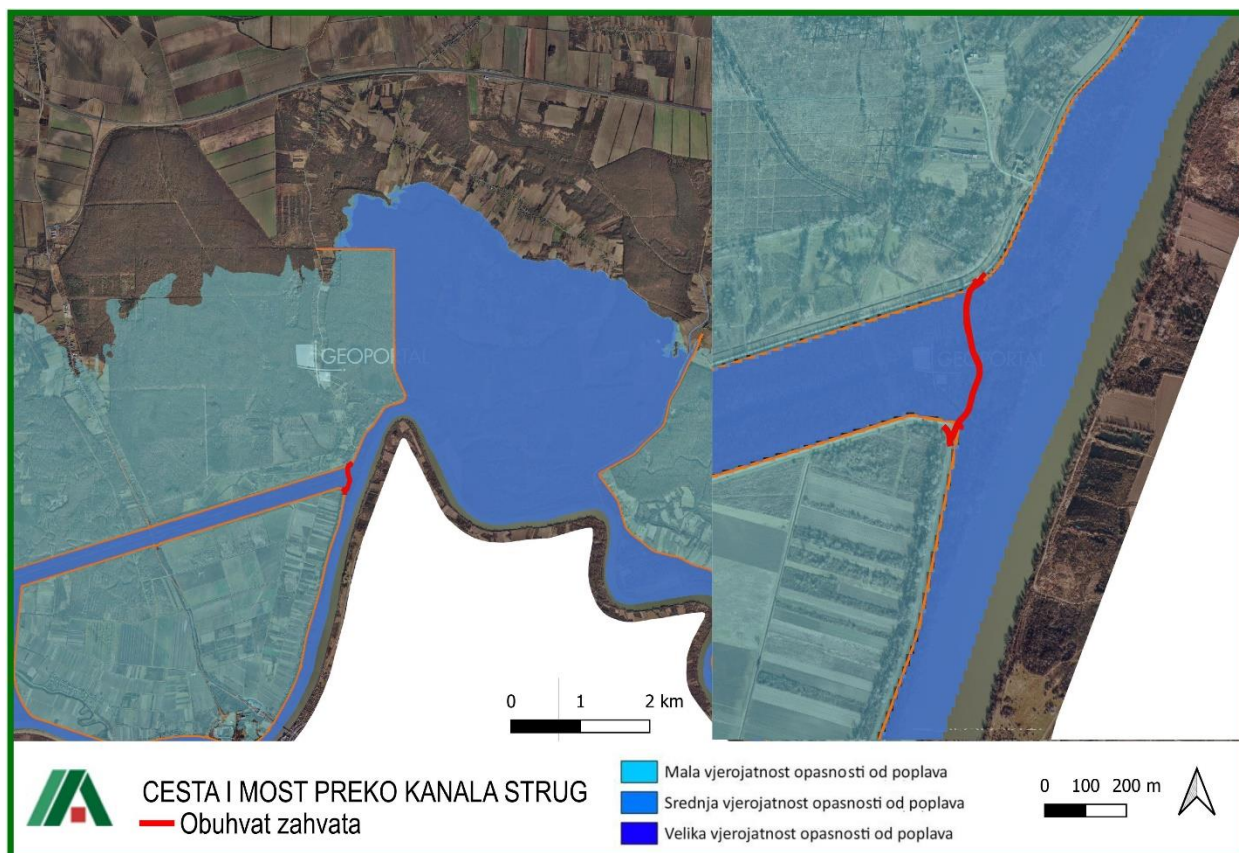 GEOPORTAL
GEOPORTAL
0 1 2 km
CESTA I MOST PREKO KANALA STRUG
Obuhvat zahvata
Mala vjerojatnost opasnosti od poplava
Srednja vjerojatnost opasnosti od poplava
Velika vjerojatnost opasnosti od poplava
0 100 200 m